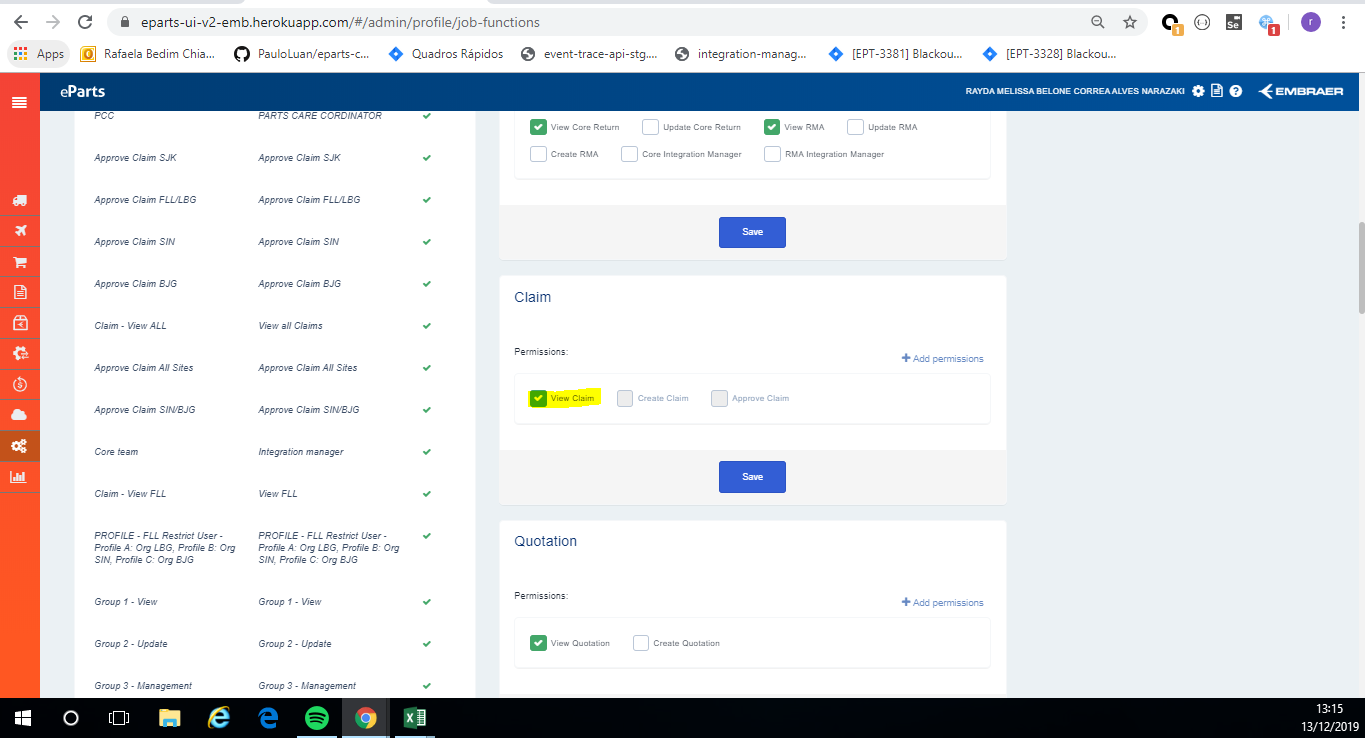 eparts-ui-v2-emb.herokuapp.com/#/admin/profile/job-functions
1
1
r
Apps
Rafaela Bedim Chia...
PauloLuan/eparts-c...
Quadros Rápidos
event-trace-api-stg....
integration-manag...
[EPT-3381] Blackou...
[EPT-3328] Blackou...
eParts
RAYDA MELISSA BELONE CORREA ALVES NARAZAKI
EMBRAER
PCC PARTS CARE CORDINATOR
Approve Claim SJK Approve Claim SJK
Approve Claim FLL/LBG Approve Claim FLL/LBG
Approve Claim SIN Approve Claim SIN
Approve Claim BJG Approve Claim BJG
Claim - View ALL View all Claims
Approve Claim All Sites Approve Claim All Sites
Approve Claim SIN/BJG Approve Claim SIN/BJG
Core team Integration manager
Claim - View FLL View FLL
PROFILE - FLL Restrict User - PROFILE - FLL Restrict User -
Profile A: Org LBG, Profile B: Org Profile A: Org LBG, Profile B: Org
SIN, Profile C: Org BJG SIN, Profile C: Org BJG
Group 1 - View Group 1 - View
Group 2 - Update Group 2 - Update
Group 3 - Management Group 3 - Management
View Core Return Update Core Return View RMA Update RMA
Create RMA Core Integration Manager RMA Integration Manager
Save
Claim
Permissions:
Add permissions
View Claim Create Claim Approve Claim
Save
Quotation
Permissions:
Add permissions
View Quotation Create Quotation
13:15
13/12/2019